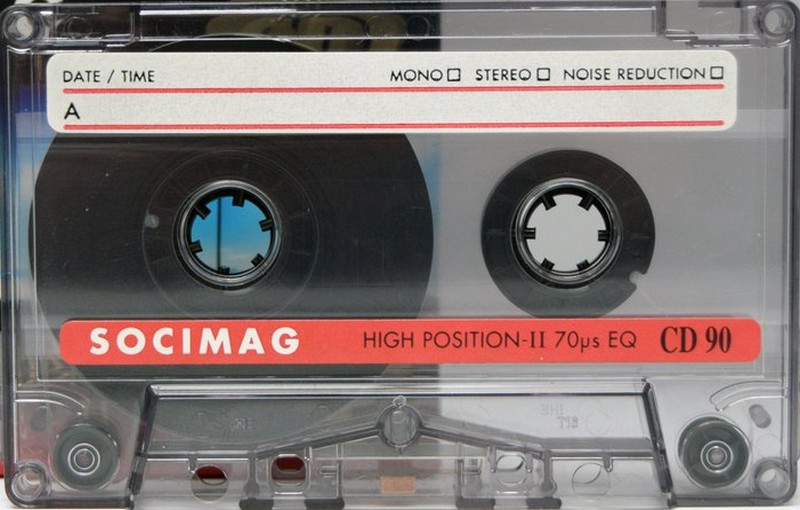 DATE / TIME MONO STEREO NOISE REDUCTION
A
SOCIMAG HIGH POSITION-II 70µs EQ CD 90